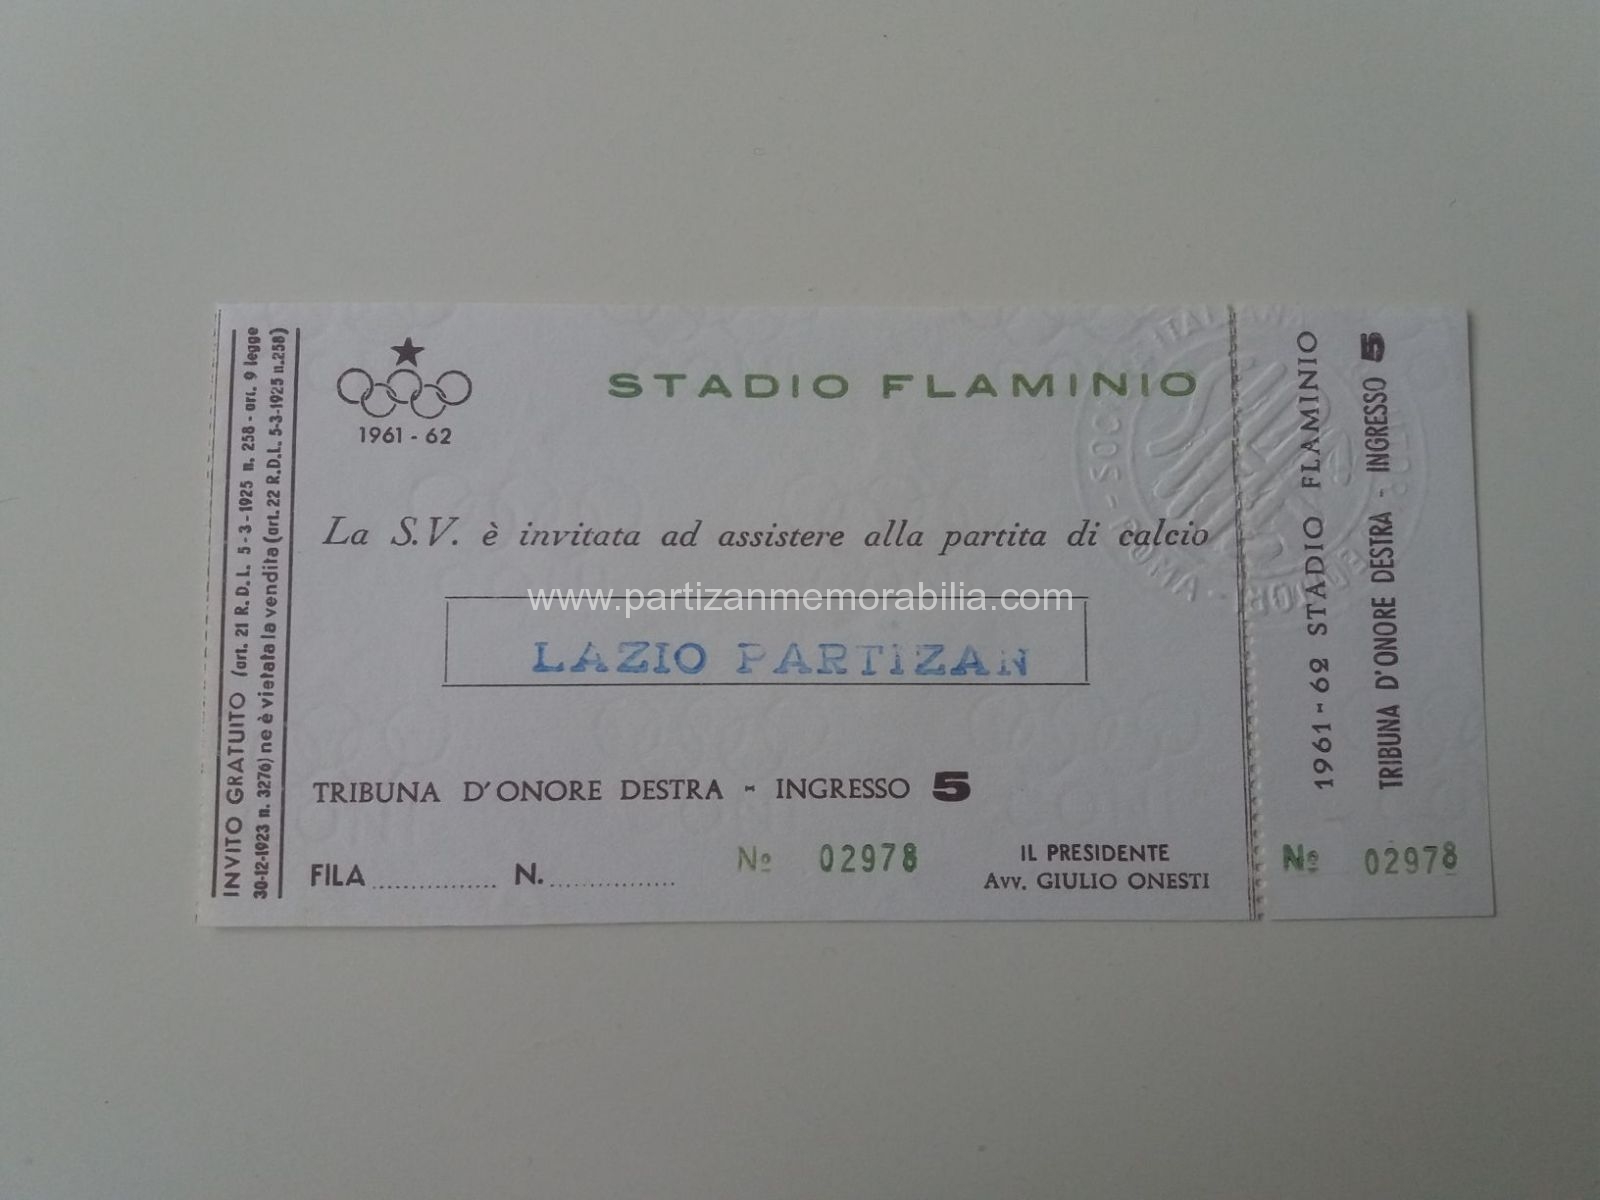 INVITO GRATUITO (art. 21 R.D.L. 5-3-1925 n. 258 - art. 9 legge
30-12-1923 n. 3276) nè è vietata la vendita (art. 22 R.D.L. 5-3-1925 n. 258)
1961 - 62
STADIO FLAMINIO
La S.V. è invitata ad assistere alla partita di calcio
www.partizanmemorabilia.com
LAZIO PARTIZAN
TRIBUNA D'ONORE DESTRA - INGRESSO 5
FILA .............. N. ..............
Nº 02978
IL PRESIDENTE
Avv. GIULIO ONESTI
1961 - 62 STADIO FLAMINIO
TRIBUNA D'ONORE DESTRA - INGRESSO 5
Nº 02978